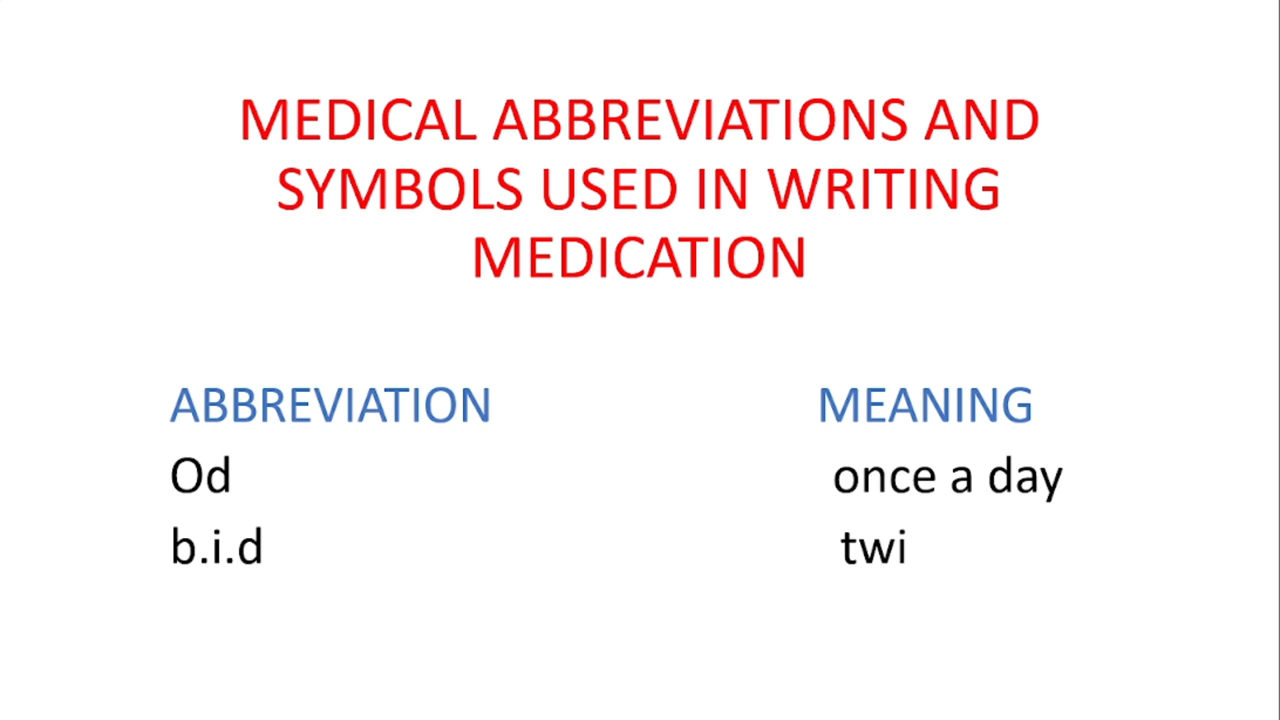 MEDICAL ABBREVIATIONS AND
SYMBOLS USED IN WRITING
MEDICATION
ABBREVIATION MEANING
Od once a day
b.i.d twi